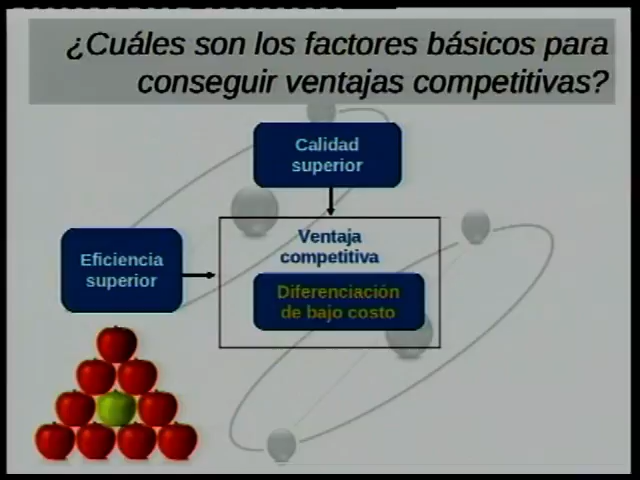 ¿Cuáles son los factores básicos para
conseguir ventajas competitivas?
Calidad
superior
Eficiencia
superior
Ventaja
competitiva
Diferenciación
de bajo costo